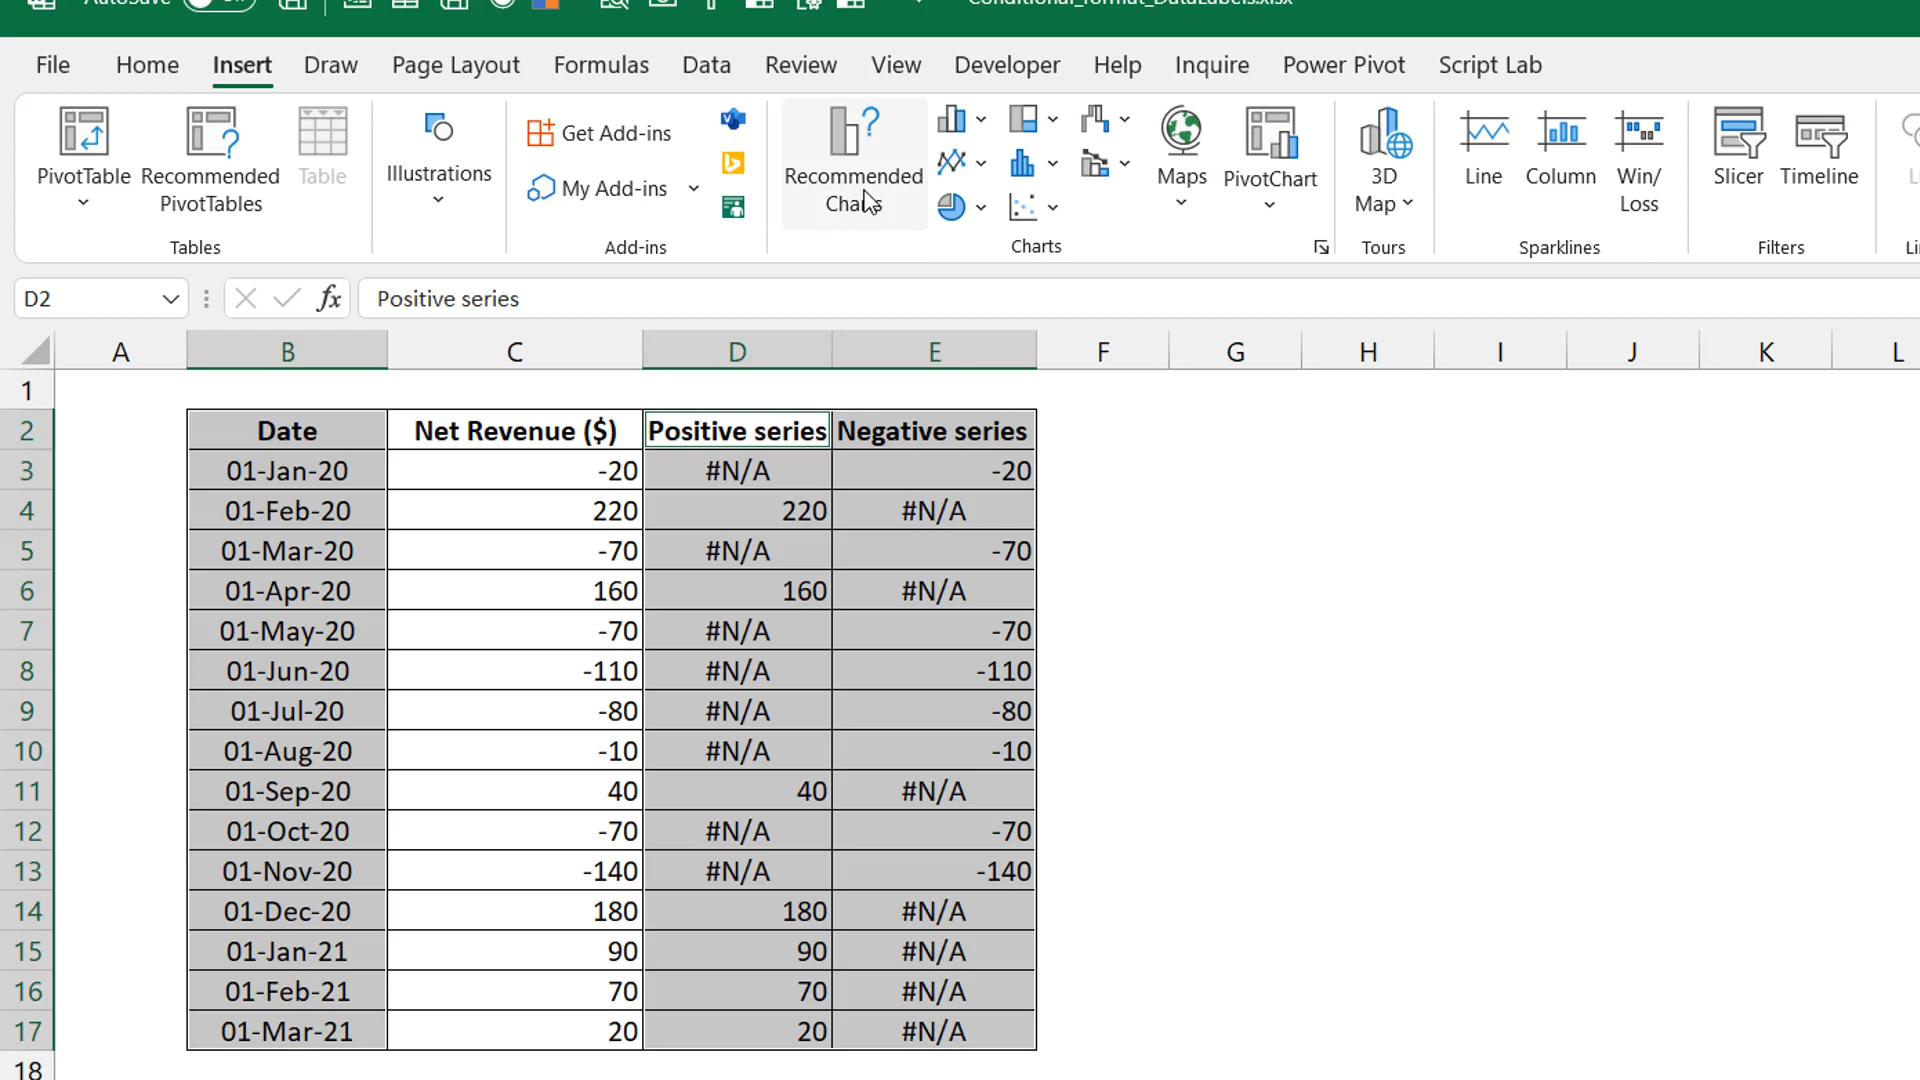 AutoSave
Off
Conditional_format_DataLabels.xlsx
File Home Insert Draw Page Layout Formulas Data Review View Developer Help Inquire Power Pivot Script Lab
PivotTable
Recommended
PivotTables
Table
Tables
Illustrations
Get Add-ins
My Add-ins
Add-ins
Recommended
Charts
Charts
Maps
PivotChart
3D
Map
Tours
Line
Column
Win/
Loss
Sparklines
Slicer
Timeline
Filters
D2
fx
Positive series
A B C D E F G H I J K L
1
2 Date Net Revenue ($) Positive series Negative series
3 01-Jan-20 -20 #N/A -20
4 01-Feb-20 220 220 #N/A
5 01-Mar-20 -70 #N/A -70
6 01-Apr-20 160 160 #N/A
7 01-May-20 -70 #N/A -70
8 01-Jun-20 -110 #N/A -110
9 01-Jul-20 -80 #N/A -80
10 01-Aug-20 -10 #N/A -10
11 01-Sep-20 40 40 #N/A
12 01-Oct-20 -70 #N/A -70
13 01-Nov-20 -140 #N/A -140
14 01-Dec-20 180 180 #N/A
15 01-Jan-21 90 90 #N/A
16 01-Feb-21 70 70 #N/A
17 01-Mar-21 20 20 #N/A
18